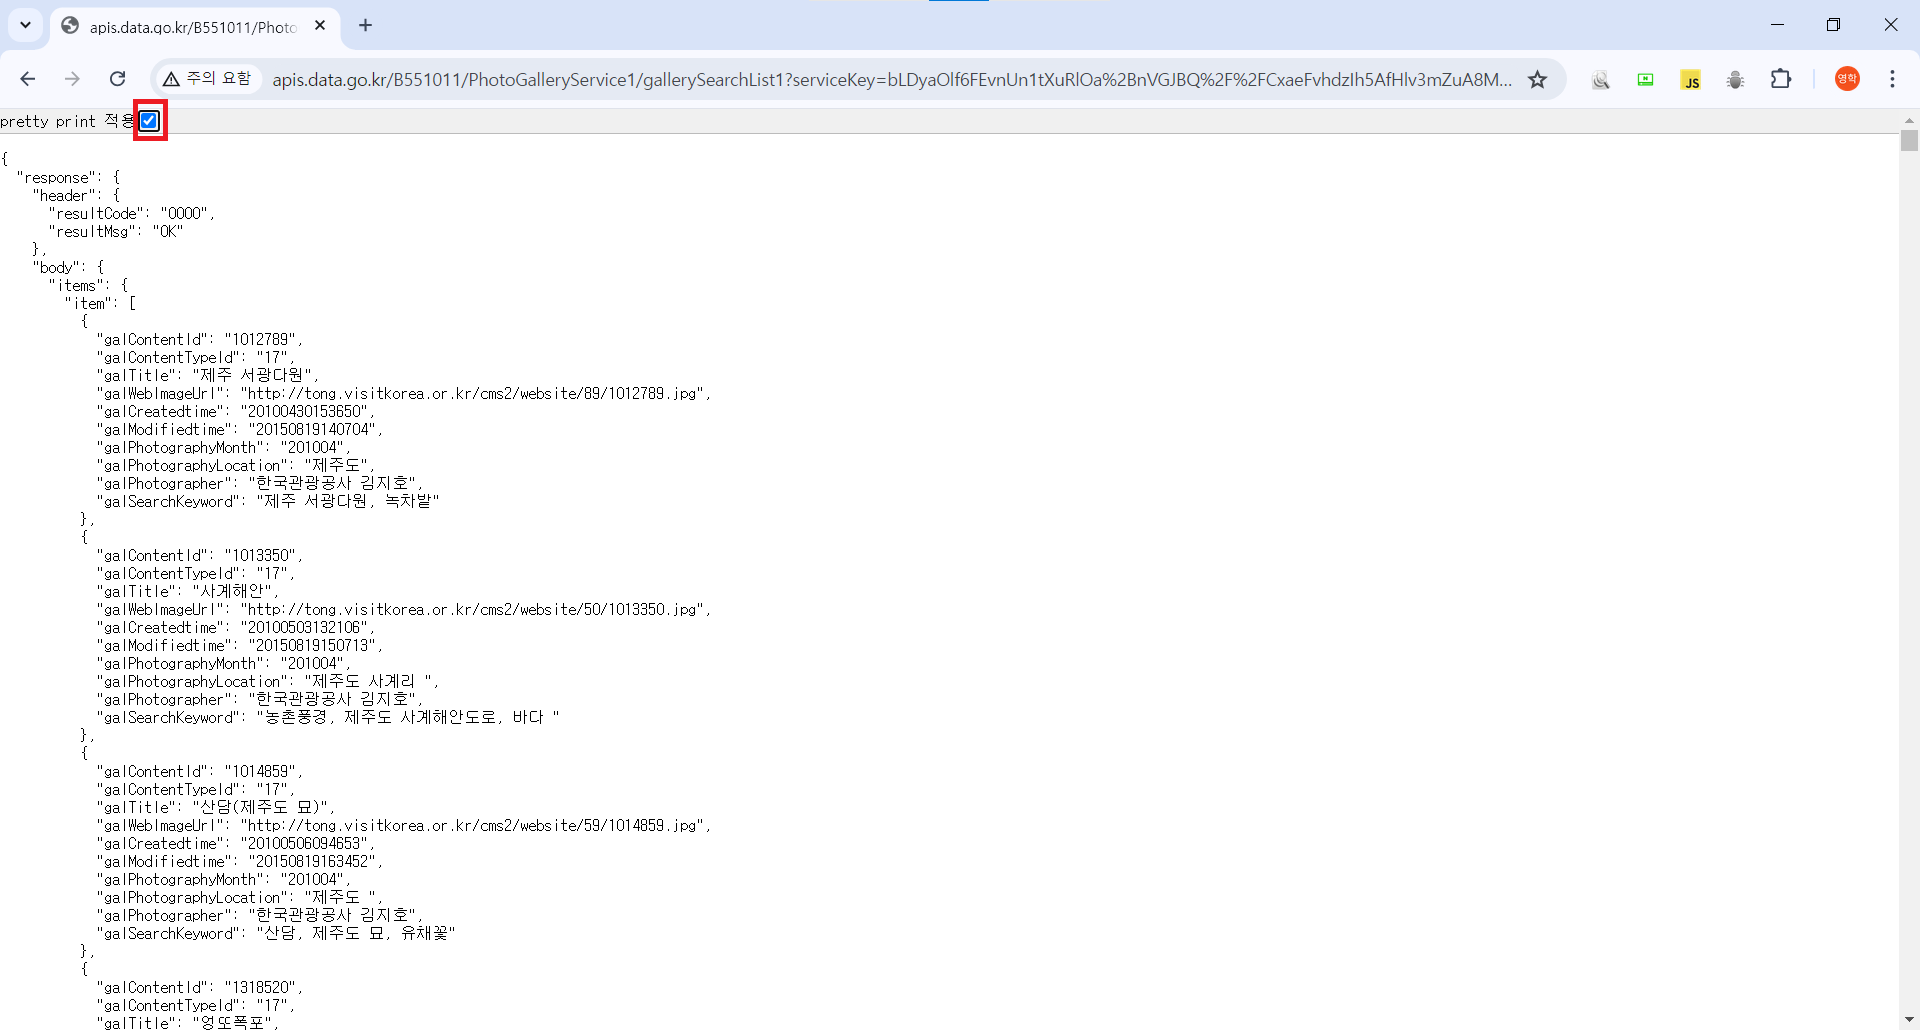 apis.data.go.kr/B551011/Photo
주의 요함
apis.data.go.kr/B551011/PhotoGalleryService1/gallerySearchList1?serviceKey=bLDyaOlf6FEvnUn1tXuRlOa%2BnVGJBQ%2F%2FCxaeFvhdzIh5AfHlv3mZuA8M...
JS
영학
pretty print 적용
{
"response": {
"header": {
"resultCode": "0000",
"resultMsg": "OK"
},
"body": {
"items": {
"item": [
{
"galContentId": "1012789",
"galContentTypeId": "17",
"galTitle": "제주 서광다원",
"galWebImageUrl": "http://tong.visitkorea.or.kr/cms2/website/89/1012789.jpg",
"galCreatedtime": "20100430153650",
"galModifiedtime": "20150819140704",
"galPhotographyMonth": "201004",
"galPhotographyLocation": "제주도",
"galPhotographer": "한국관광공사 김지호",
"galSearchKeyword": "제주 서광다원, 녹차밭"
},
{
"galContentId": "1013350",
"galContentTypeId": "17",
"galTitle": "사계해안",
"galWebImageUrl": "http://tong.visitkorea.or.kr/cms2/website/50/1013350.jpg",
"galCreatedtime": "20100503132106",
"galModifiedtime": "20150819150713",
"galPhotographyMonth": "201004",
"galPhotographyLocation": "제주도 사계리 ",
"galPhotographer": "한국관광공사 김지호",
"galSearchKeyword": "농촌풍경, 제주도 사계해안도로, 바다 "
},
{
"galContentId": "1014859",
"galContentTypeId": "17",
"galTitle": "산담(제주도 묘)",
"galWebImageUrl": "http://tong.visitkorea.or.kr/cms2/website/59/1014859.jpg",
"galCreatedtime": "20100506094653",
"galModifiedtime": "20150819163452",
"galPhotographyMonth": "201004",
"galPhotographyLocation": "제주도 ",
"galPhotographer": "한국관광공사 김지호",
"galSearchKeyword": "산담, 제주도 묘, 유채꽃"
},
{
"galContentId": "1318520",
"galContentTypeId": "17",
"galTitle": "엉또폭포",